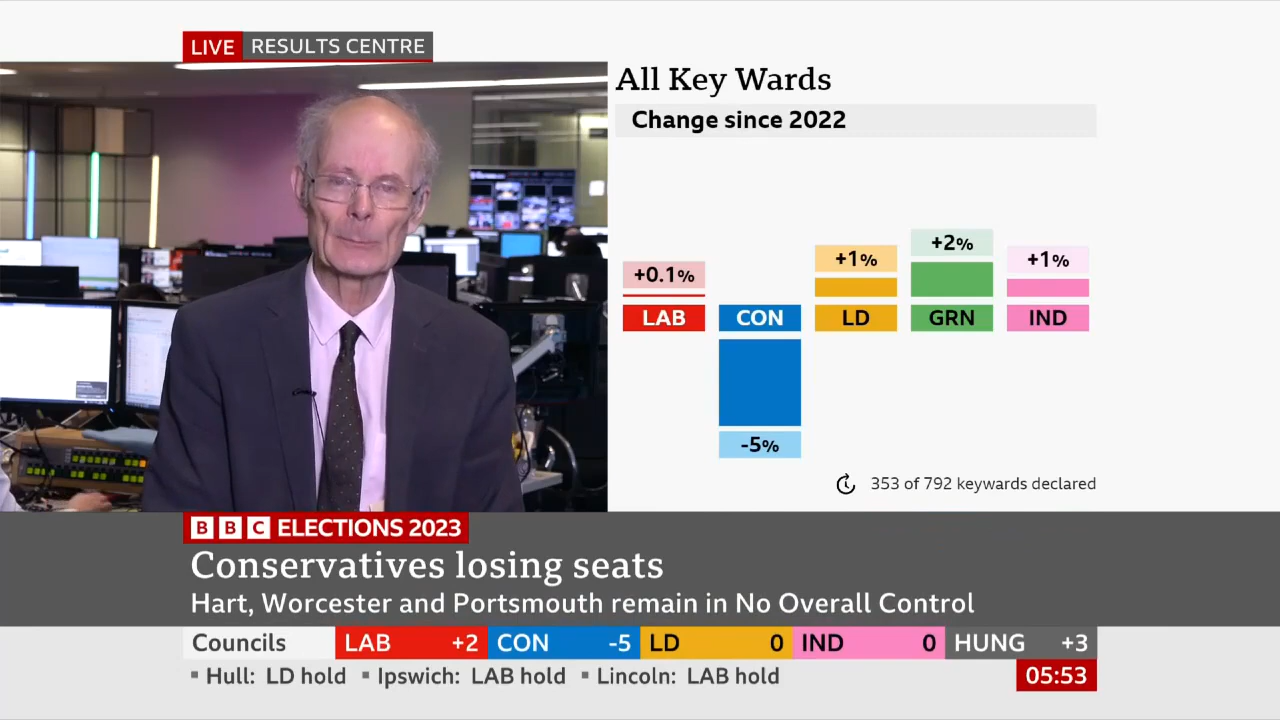 LIVE RESULTS CENTRE
All Key Wards
Change since 2022
+0.1% +1% +2% +1%
LAB CON LD GRN IND
-5%
353 of 792 keywards declared
BBC ELECTIONS 2023
Conservatives losing seats
Hart, Worcester and Portsmouth remain in No Overall Control
Councils LAB +2 CON -5 LD 0 IND 0 HUNG +3
▪ Hull: LD hold ▪ Ipswich: LAB hold ▪ Lincoln: LAB hold 05:53